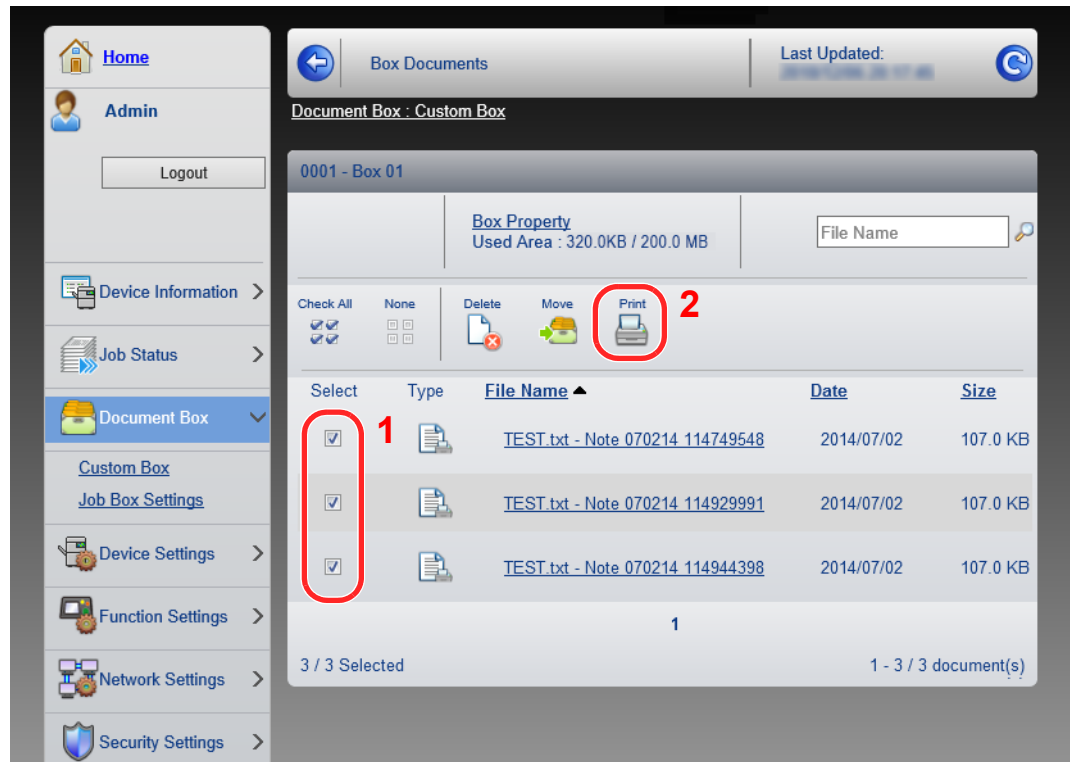 Home
Admin
Logout
Device Information
Job Status
Document Box
Custom Box
Job Box Settings
Device Settings
Function Settings
Network Settings
Security Settings
Box Documents
Last Updated:
Document Box : Custom Box
0001 - Box 01
Box Property
Used Area : 320.0KB / 200.0 MB
File Name
Check All None Delete Move Print 2
Select Type File Name Date Size
1
TEST.txt - Note 070214 114749548 2014/07/02 107.0 KB
TEST.txt - Note 070214 114929991 2014/07/02 107.0 KB
TEST.txt - Note 070214 114944398 2014/07/02 107.0 KB
1
3 / 3 Selected 1 - 3 / 3 document(s)